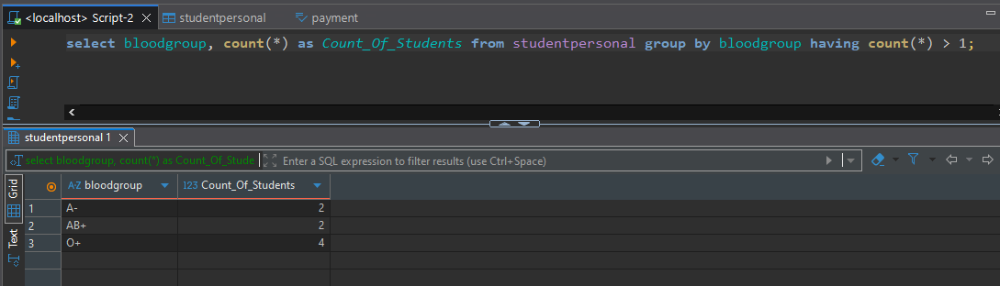 <localhost> Script-2 studentpersonal payment
select bloodgroup, count(*) as Count_Of_Students from studentpersonal group by bloodgroup having count(*) > 1;
studentpersonal 1
select bloodgroup, count(*) as Count_Of_Stude Enter a SQL expression to filter results (use Ctrl+Space)
Grid
Text
A-Z bloodgroup 123 Count_Of_Students
1 A- 2
2 AB+ 2
3 O+ 4